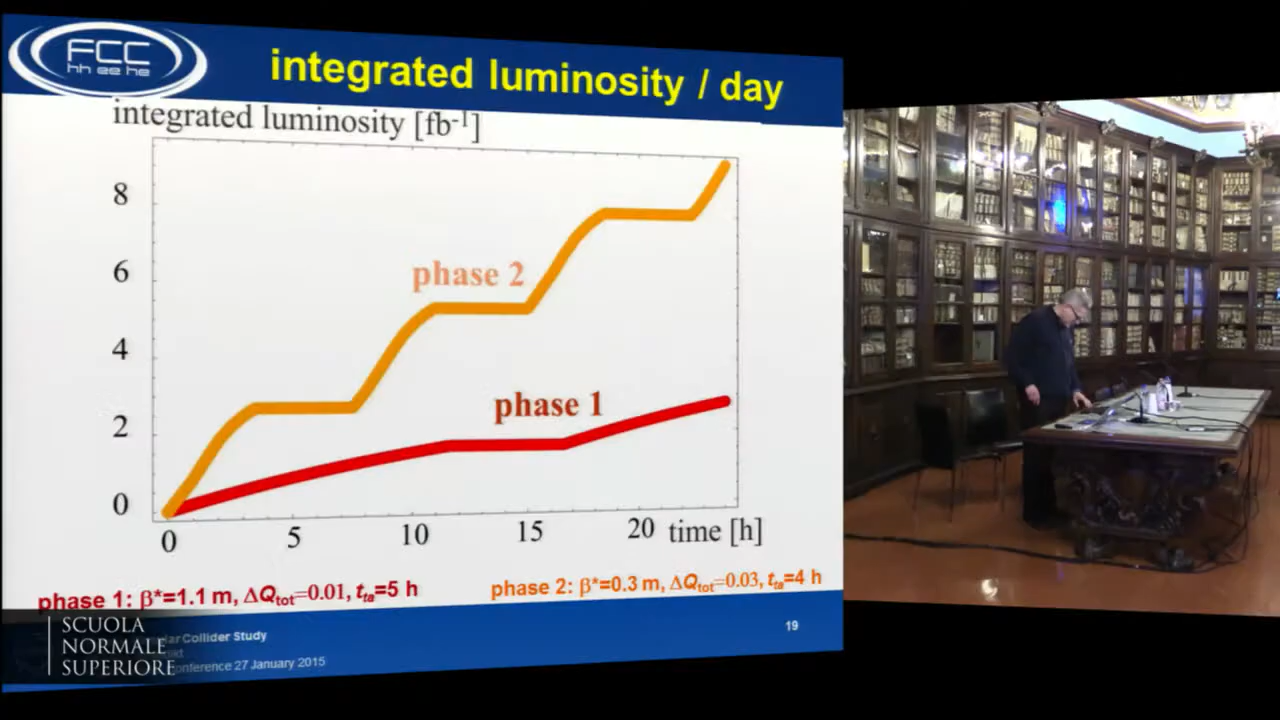 FCC
hh ee he
integrated luminosity / day
integrated luminosity [fb-1]
8
6
4
2
0
phase 2
phase 1
0 5 10 15 20 time [h]
phase 1: β*=1.1 m, ΔQtot=0.01, tta=5 h
phase 2: β*=0.3 m, ΔQtot=0.03, tta=4 h
Collider Study
27 January 2015
19
SCUOLA
NORMALE
SUPERIORE